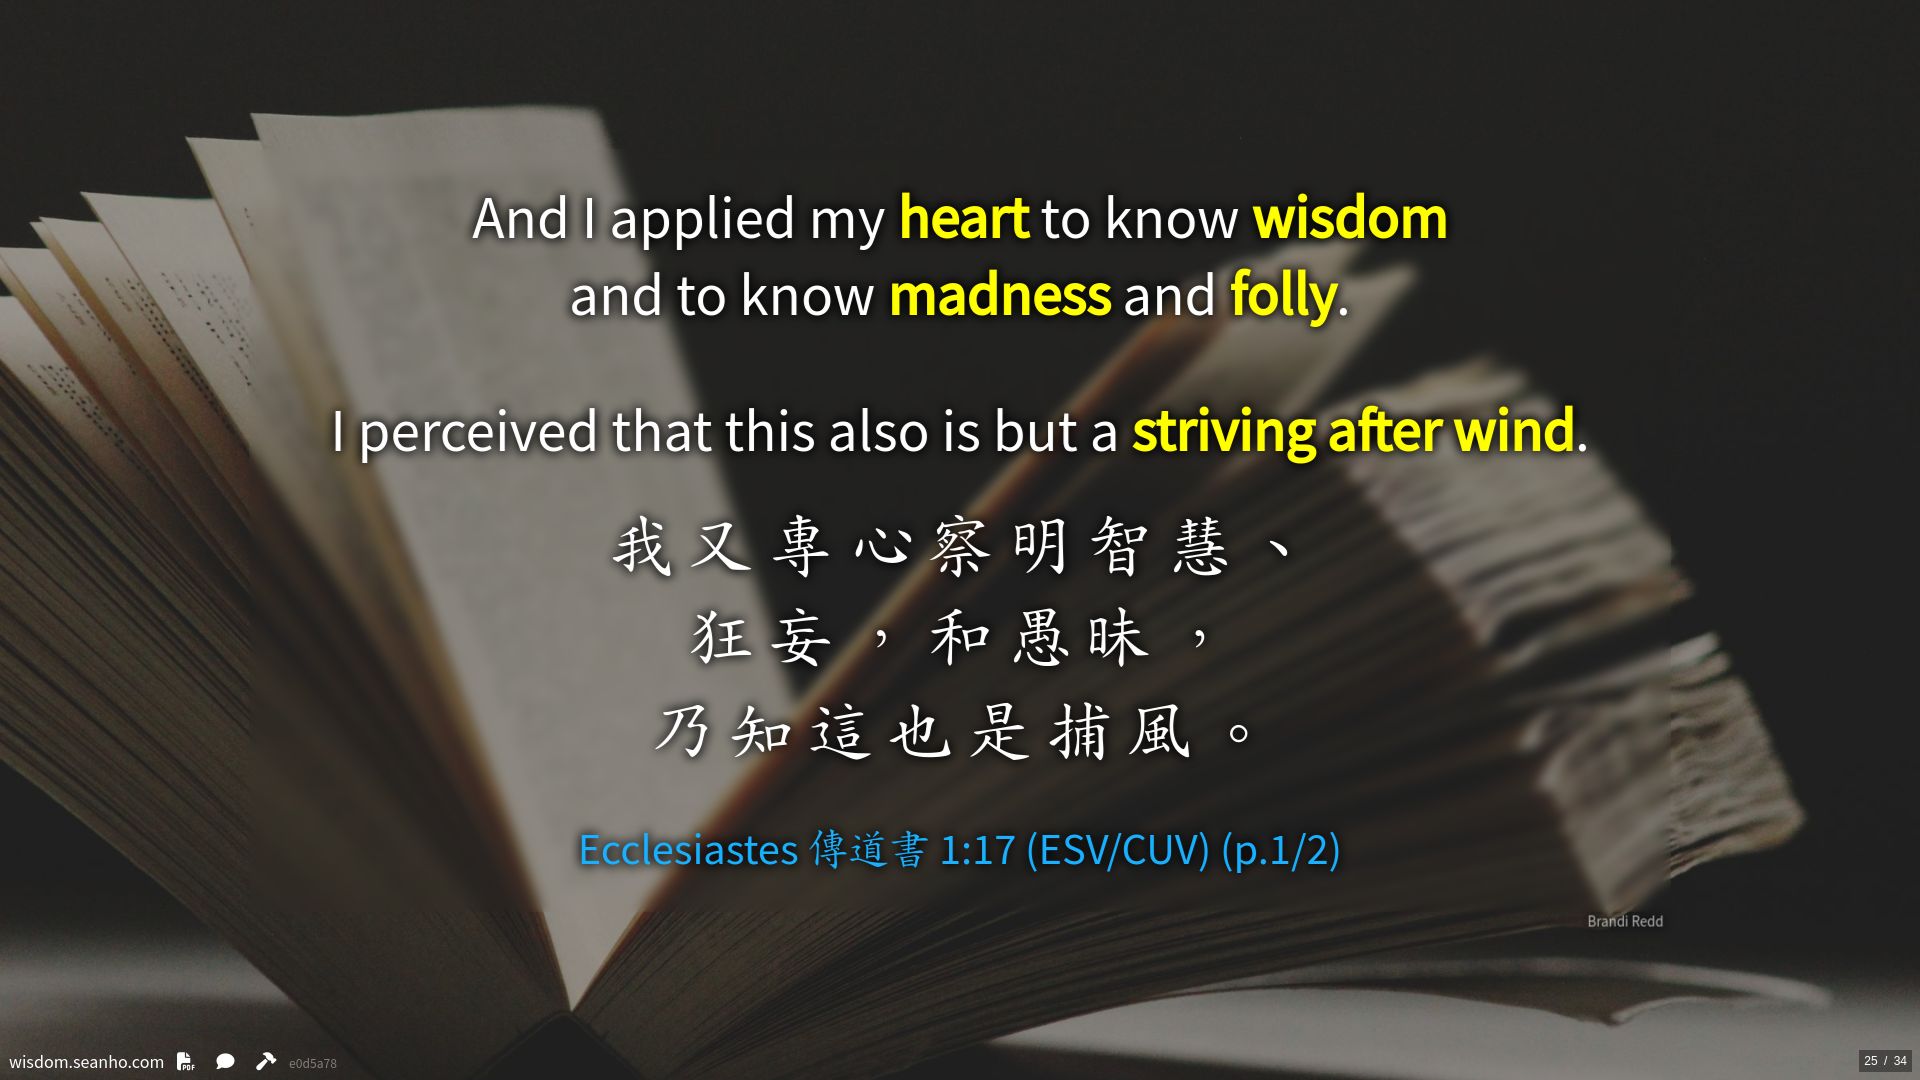 And I applied my heart to know wisdom
and to know madness and folly.
I perceived that this also is but a striving after wind.
我又專心察明智慧、
狂妄，和愚昧，
乃知這也是捕風。
Ecclesiastes 傳道書 1:17 (ESV/CUV) (p.1/2)
Brandi Redd
wisdom.seanho.com PDF e0d5a78
25 / 34